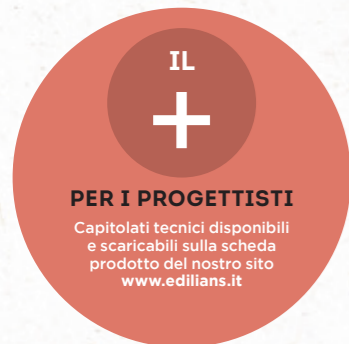 IL
+
PER I PROGETTISTI
Capitolati tecnici disponibili
e scaricabili sulla scheda
prodotto del nostro sito
www.edilians.it